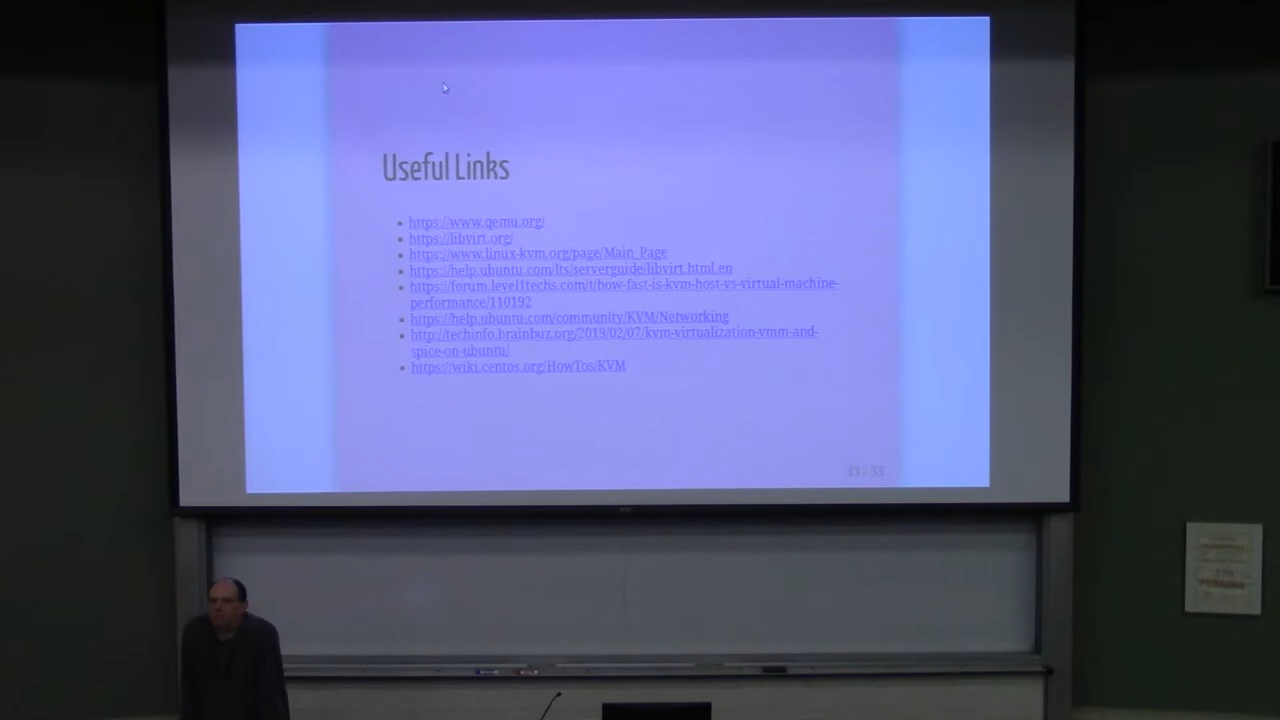 Useful Links
https://www.qemu.org/
https://libvirt.org/
https://www.linux-kvm.org/page/Main_Page
https://help.ubuntu.com/lts/serverguide/libvirt.html.en
https://forum.level1techs.com/t/how-fast-is-kvm-host-vs-virtual-machine-
performance/110192
https://help.ubuntu.com/community/KVM/Networking
http://techinfo.brainbuz.org/2019/02/07/kvm-virtualization-vmm-and-
spice-on-ubuntu/
https://wiki.centos.org/HowTos/KVM
33 / 33